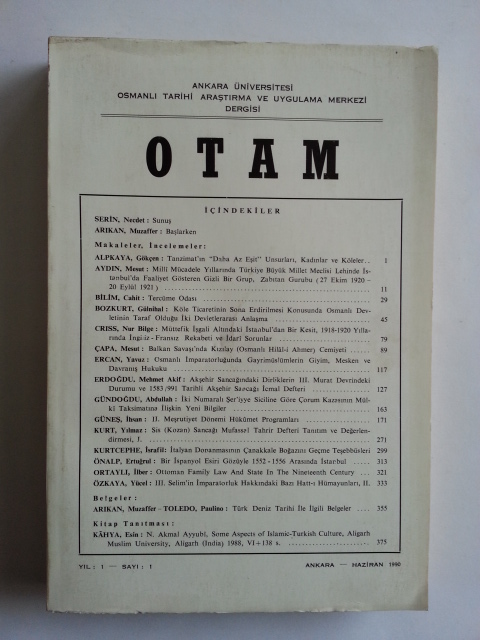 ANKARA ÜNİVERSİTESİ
OSMANLI TARİHİ ARAŞTIRMA VE UYGULAMA MERKEZİ
DERGİSİ
OTAM
İÇİNDEKİLER
SERİN, Necdet : Sunuş
ARIKAN, Muzaffer : Başlarken
Makaleler, İncelemeler :
ALPKAYA, Gökçen : Tanzimat'ın "Daha Az Eşit" Unsurları, Kadınlar ve Köleler .. 1
AYDIN, Mesut : Millî Mücadele Yıllarında Türkiye Büyük Millet Meclisi Lehinde İs-
tanbul'da Faaliyet Gösteren Gizli Bir Grup, Zabitan Gurubu (27 Ekim 1920 -
20 Eylül 1921) 11
BİLİM, Cahit : Tercüme Odası 29
BOZKURT, Gülnihal : Köle Ticaretinin Sona Erdirilmesi Konusunda Osmanlı Dev-
letinin Taraf Olduğu İki Devletlerarası Anlaşma 45
CRISS, Nur Bilge : Müttefik İşgali Altındaki İstanbul'dan Bir Kesit, 1918-1920 Yılla-
rında İngiliz - Fransız Rekabeti ve İdarî Sorunlar 79
ÇAPA, Mesut : Balkan Savaşı'nda Kızılay (Osmanlı Hilâl-i Ahmer) Cemiyeti 89
ERCAN, Yavuz : Osmanlı İmparatorluğunda Gayrimüslimlerin Giyim, Mesken ve
Davranış Hukuku 117
ERDOĞDU, Mehmet Akif : Akşehir Sancağındaki Dirliklerin III. Murat Devrindeki
Durumu ve 1583/991 Tarihli Akşehir Sancağı İcmal Defteri 127
GÜNDOĞDU, Abdullah : İki Numaralı Şer'iyye Siciline Göre Çorum Kazasının Mül-
kî Taksimatına İlişkin Yeni Bilgiler 163
GÜNEŞ, İhsan : II. Meşrutiyet Dönemi Hükümet Programları 171
KURT, Yılmaz : Sis (Kozan) Sancağı Mufassel Tahrir Defteri Tanıtım ve Değerlen-
dirmesi, I. 271
KURTCEPHE, İsrafil : İtalyan Donanmasının Çanakkale Boğazını Geçme Teşebbüsleri 299
ÖNALP, Ertuğrul : Bir İspanyol Esiri Gözüyle 1552 - 1556 Arasında İstanbul 313
ORTAYLI, İlber : Ottoman Family Law And State In The Nineteenth Century 321
ÖZKAYA, Yücel : III. Selim'in İmparatorluk Hakkındaki Bazı Hatt-ı Hümayunları, II. 333
Belgeler :
ARIKAN, Muzaffer - TOLEDO, Paulino : Türk Deniz Tarihi İle İlgili Belgeler 355
Kitap Tanıtması :
KÂHYA, Esin : N. Akmal Ayyubi, Some Aspects of Islamic-Turkish Culture, Aligarh
Muslim University, Aligarh (India) 1988, VI+138 s. 375
YIL : 1 — SAYI : 1 ANKARA — HAZİRAN 1990